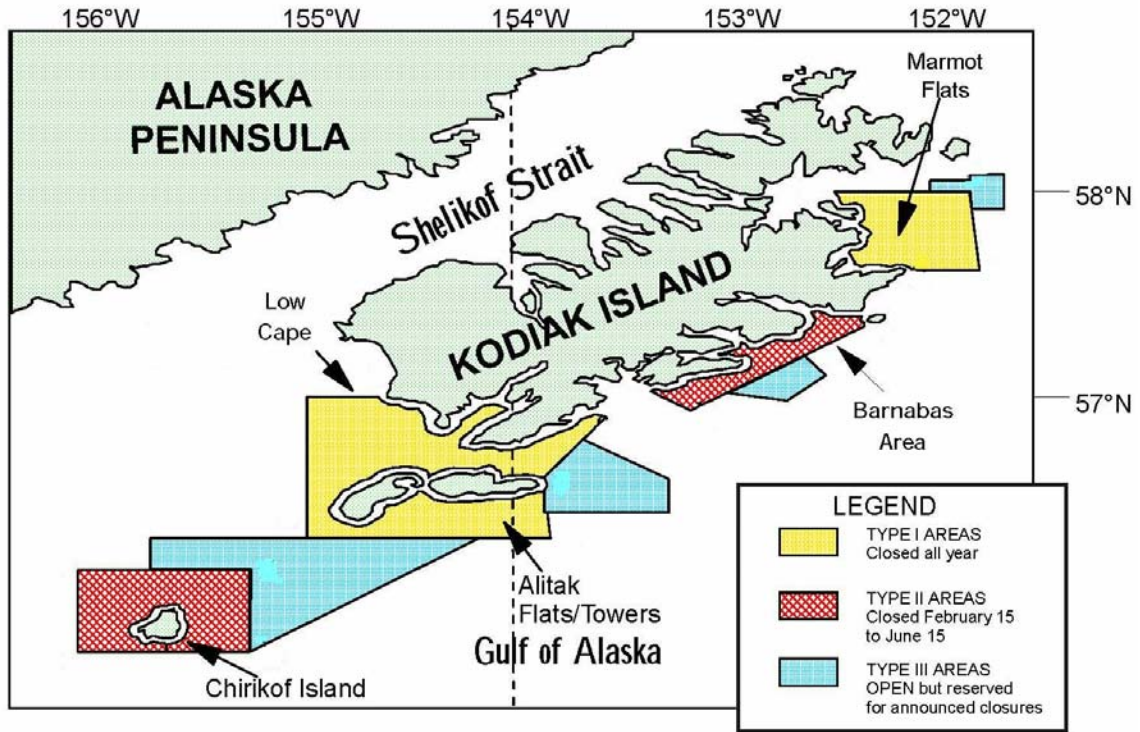 156°W 155°W 154°W 153°W 152°W
Marmot
Flats
ALASKA
PENINSULA
Shelikof Strait
58°N
Low
Cape
KODIAK ISLAND
57°N
Barnabas
Area
Alitak
Flats/Towers
Gulf of Alaska
Chirikof Island
LEGEND
TYPE I AREAS
Closed all year
TYPE II AREAS
Closed February 15
to June 15
TYPE III AREAS
OPEN but reserved
for announced closures